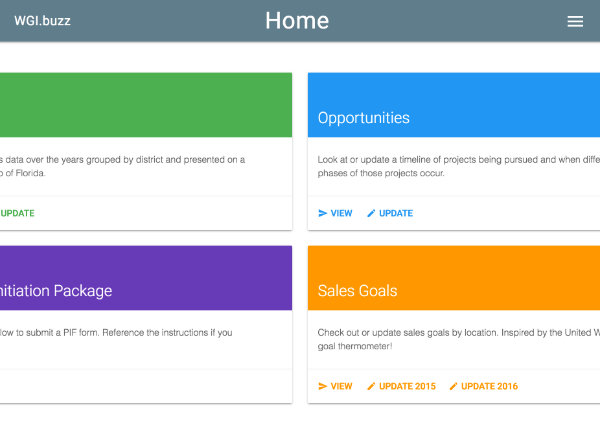 WGI.buzz
Home
s data over the years grouped by district and presented on a
of Florida.
UPDATE
Opportunities
Look at or update a timeline of projects being pursued and when diffe
phases of those projects occur.
VIEW UPDATE
nitiation Package
low to submit a PIF form. Reference the instructions if you
Sales Goals
Check out or update sales goals by location. Inspired by the United W
goal thermometer!
VIEW UPDATE 2015 UPDATE 2016